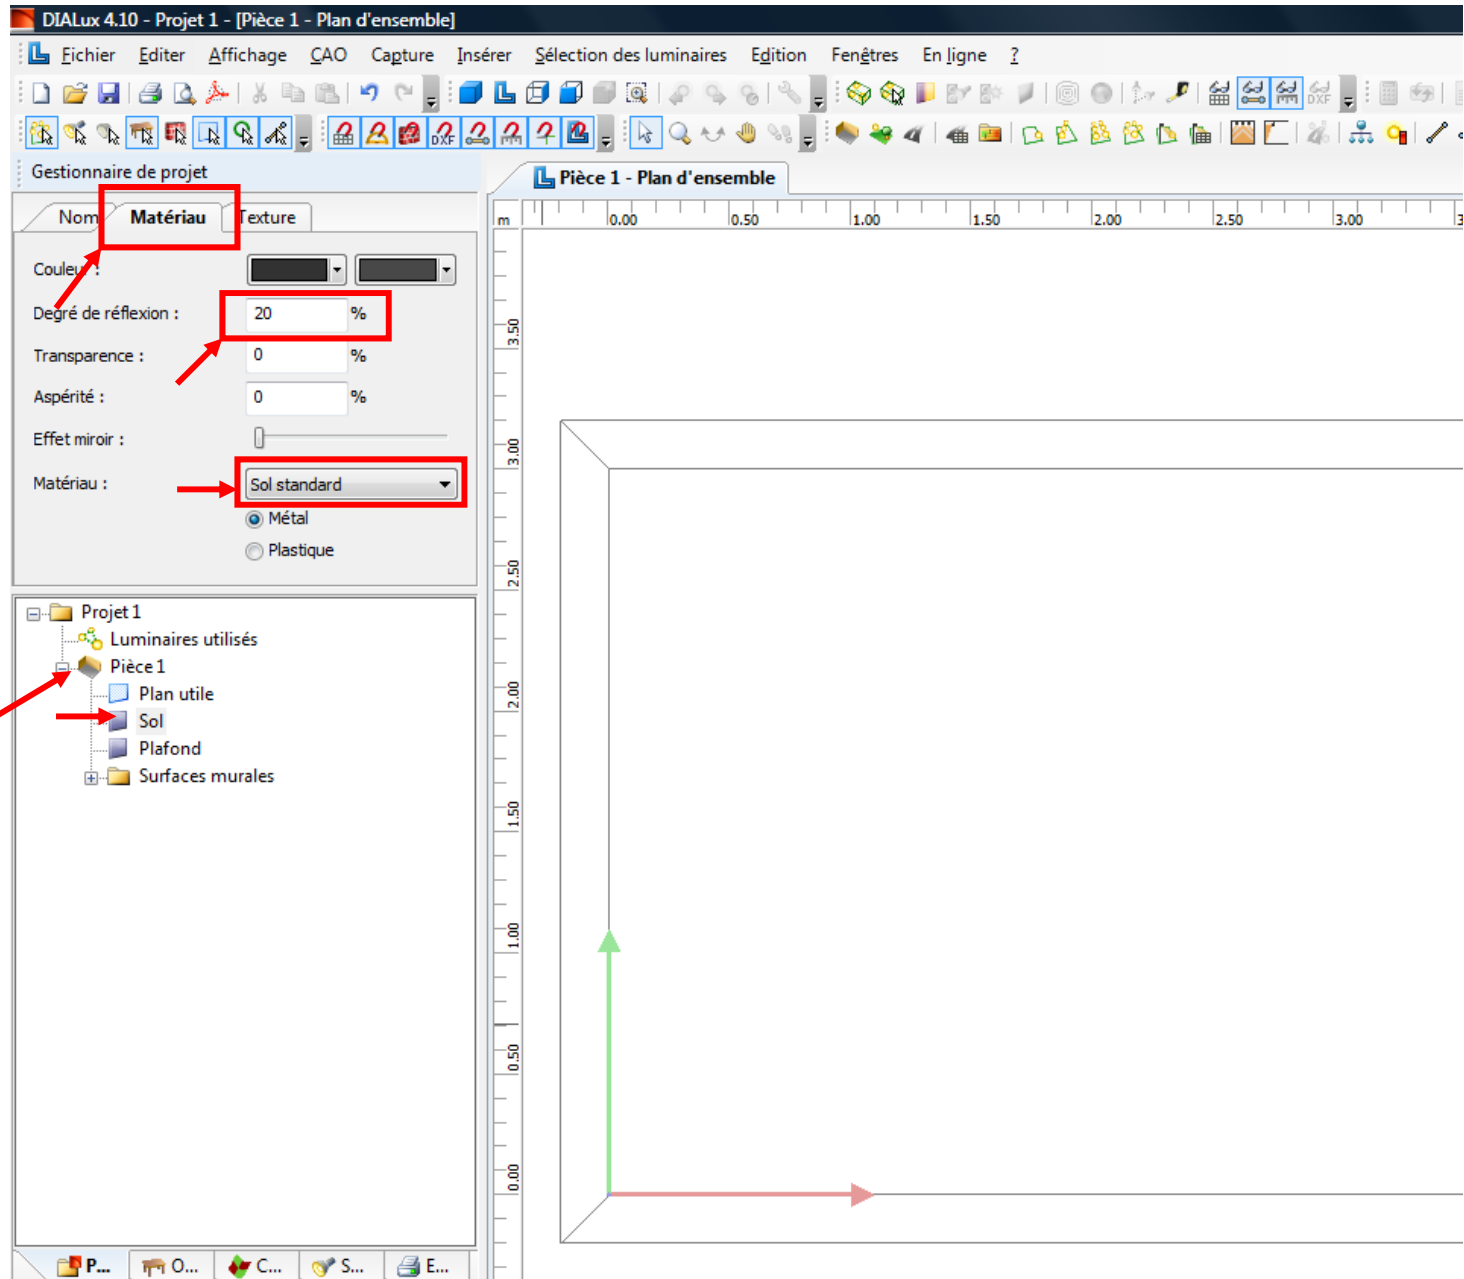 DIALux 4.10 - Projet 1 - [Pièce 1 - Plan d'ensemble]
Fichier Editer Affichage CAO Capture Insérer Sélection des luminaires Edition Fenêtres En ligne ?
DXF DXF
Gestionnaire de projet
Pièce 1 - Plan d'ensemble
Nom Matériau Texture
m 0.00 0.50 1.00 1.50 2.00 2.50 3.00 3
Couleur :
Degré de réflexion : 20 %
Transparence : 0 %
Aspérité : 0 %
Effet miroir :
Matériau : Sol standard
Métal
Plastique
Projet 1
Luminaires utilisés
Pièce 1
Plan utile
Sol
Plafond
Surfaces murales
3.50
3.00
2.50
2.00
1.50
1.00
0.50
0.00
P... O... C... S... E...